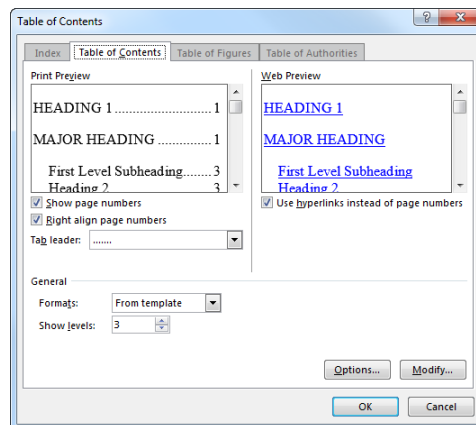 Table of Contents
Index Table of Contents Table of Figures Table of Authorities
Print Preview
HEADING 1.........................1
MAJOR HEADING ............1
First Level Subheading.......3
Heading 2 3
Show page numbers
Right align page numbers
Tab leader: .......
Web Preview
HEADING 1
MAJOR HEADING
First Level Subheading
Heading 2
Use hyperlinks instead of page numbers
General
Formats: From template
Show levels: 3
Options... Modify...
OK Cancel